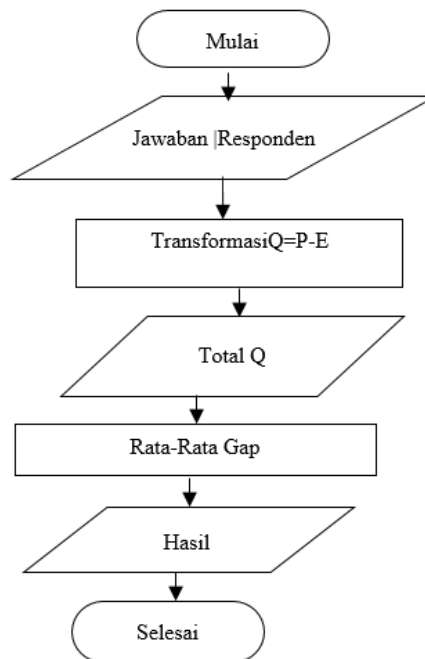 Mulai
Jawaban |Responden
TransformasiQ=P-E
Total Q
Rata-Rata Gap
Hasil
Selesai